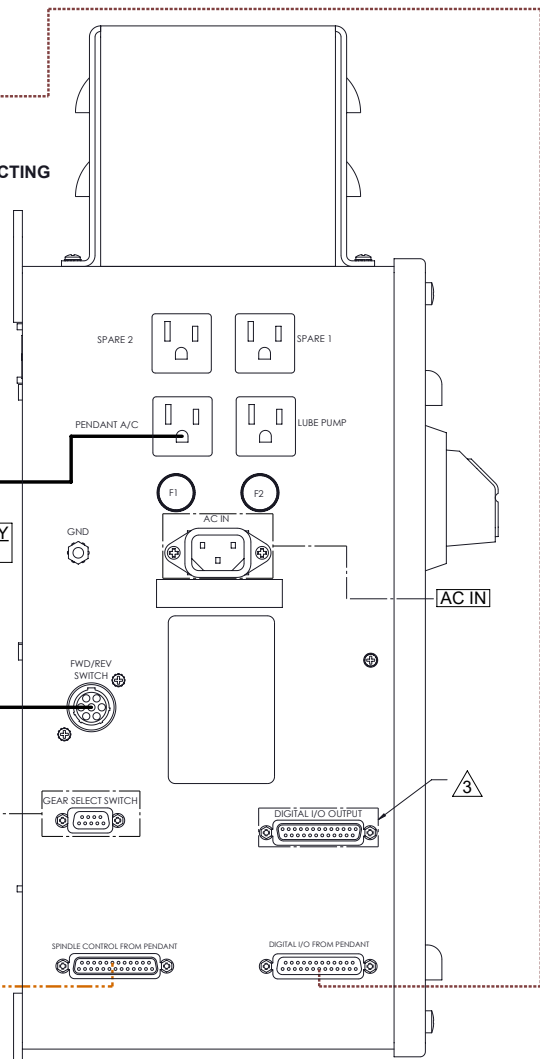 CTING
SPARE 2
SPARE 1
PENDANT A/C
LUBE PUMP
F1
F2
AC IN
Y
GND
AC IN
FWD/REV
SWITCH
3
GEAR SELECT SWITCH
DIGITAL I/O OUTPUT
SPINDLE CONTROL FROM PENDANT
DIGITAL I/O FROM PENDANT